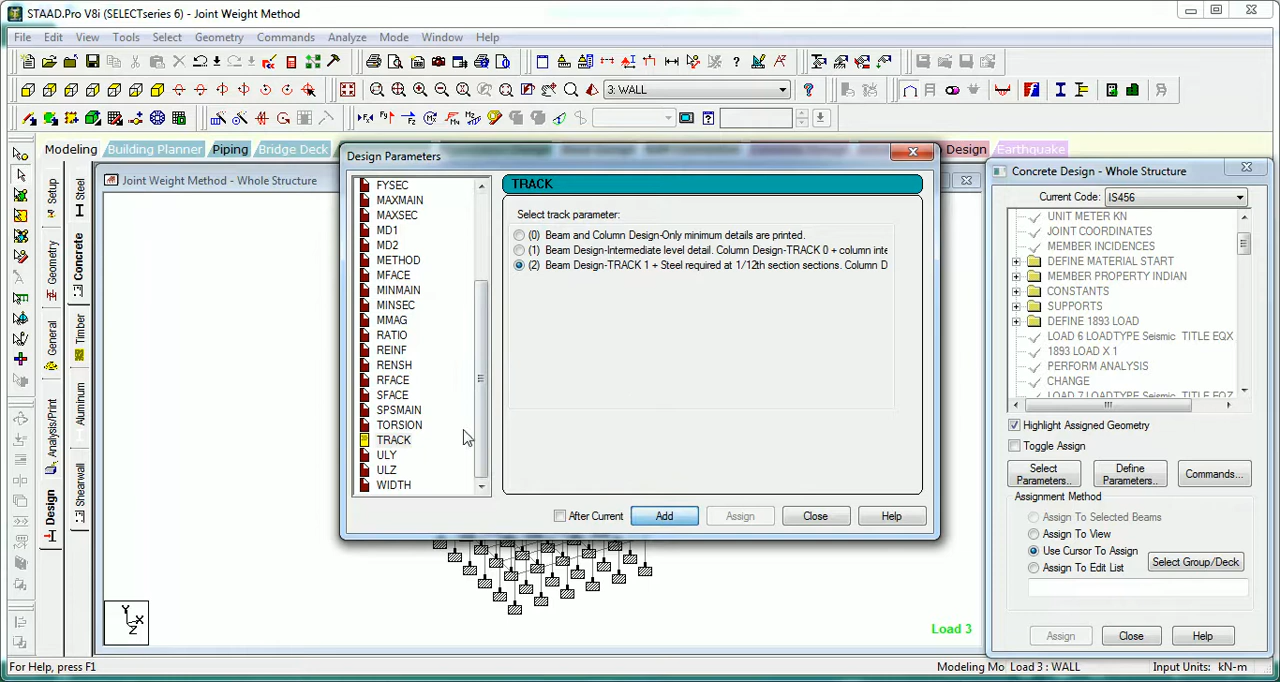 STAAD.Pro V8i (SELECTseries 6) - Joint Weight Method
File Edit View Tools Select Geometry Commands Analyze Mode Window Help
3: WALL
Modeling Building Planner Piping Bridge Deck Design Earthquake
Joint Weight Method - Whole Structure
Setup
Geometry
General
Analysis/Print
Design
Steel
Concrete
Timber
Aluminum
Shearwall
Design Parameters
FYSEC
MAXMAIN
MAXSEC
MD1
MD2
METHOD
MFACE
MINMAIN
MINSEC
MMAG
RATIO
REINF
RENSH
RFACE
SFACE
SPSMAIN
TORSION
TRACK
ULY
ULZ
WIDTH
TRACK
Select track parameter:
(0) Beam and Column Design-Only minimum details are printed.
(1) Beam Design-Intermediate level detail. Column Design-TRACK 0 + column inte
(2) Beam Design-TRACK 1 + Steel required at 1/12th section sections. Column D
After Current Add Assign Close Help
Concrete Design - Whole Structure
Current Code: IS456
UNIT METER KN
JOINT COORDINATES
MEMBER INCIDENCES
DEFINE MATERIAL START
MEMBER PROPERTY INDIAN
CONSTANTS
SUPPORTS
DEFINE 1893 LOAD
LOAD 6 LOADTYPE Seismic TITLE EQX
1893 LOAD X 1
PERFORM ANALYSIS
CHANGE
LOAD 7 LOADTYPE Seismic TITLE EQZ
Highlight Assigned Geometry
Toggle Assign
Select Parameters.. Define Parameters.. Commands...
Assignment Method
Assign To Selected Beams
Assign To View
Use Cursor To Assign
Assign To Edit List
Select Group/Deck
Assign Close Help
Y
X
Z
Load 3
For Help, press F1
Modeling Mo Load 3 : WALL Input Units: kN-m